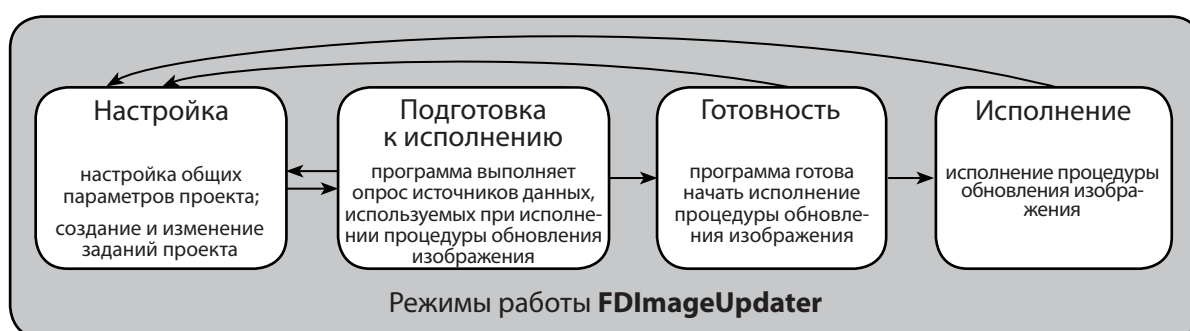 Настройка
настройка общих
параметров проекта;
создание и изменение
заданий проекта
Подготовка
к исполнению
программа выполняет
опрос источников данных,
используемых при исполне-
нии процедуры обновления
изображения
Готовность
программа готова
начать исполнение
процедуры обновле-
ния изображения
Исполнение
исполнение процедуры
обновления изобра-
жения
Режимы работы FDImageUpdater